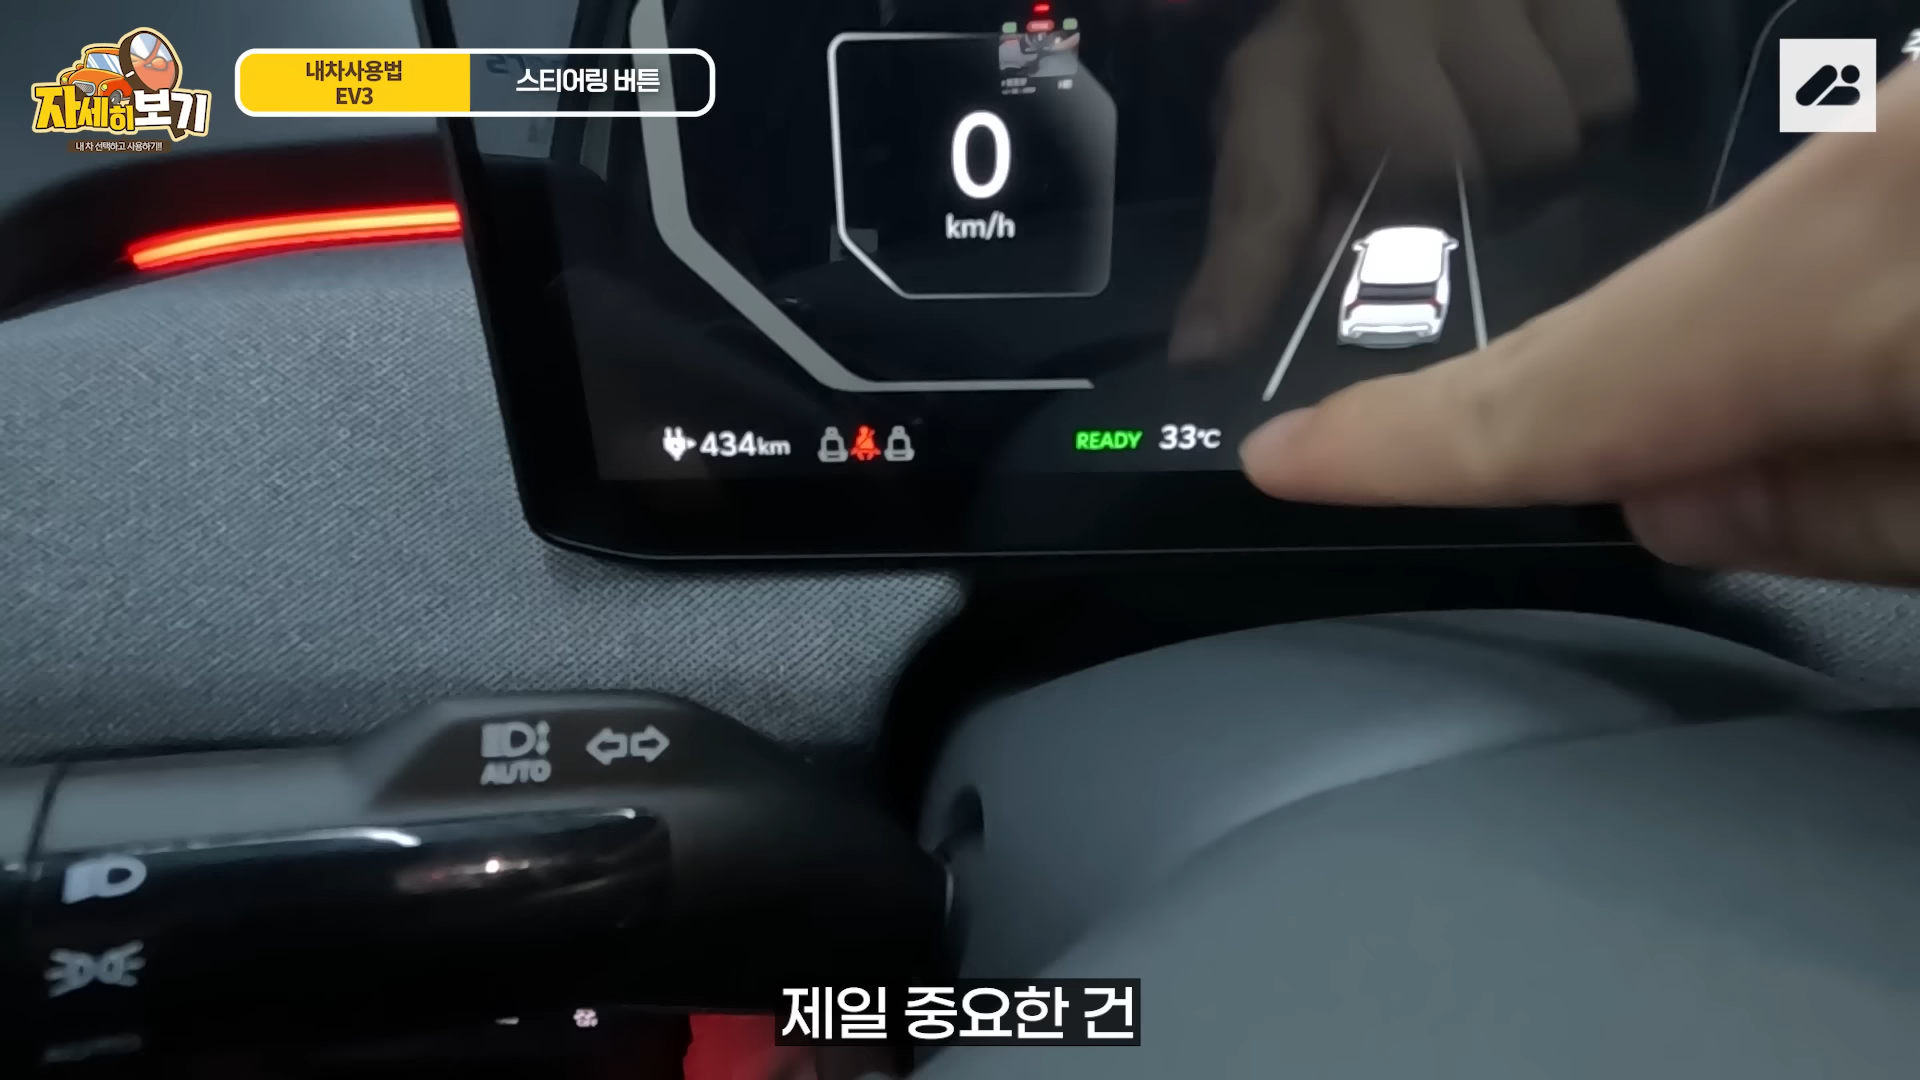 자세히보기
내 차 선택하고 사용하기!!
내차사용법
EV3
스티어링 버튼
0
km/h
434km
READY 33°C
AUTO
제일 중요한 건